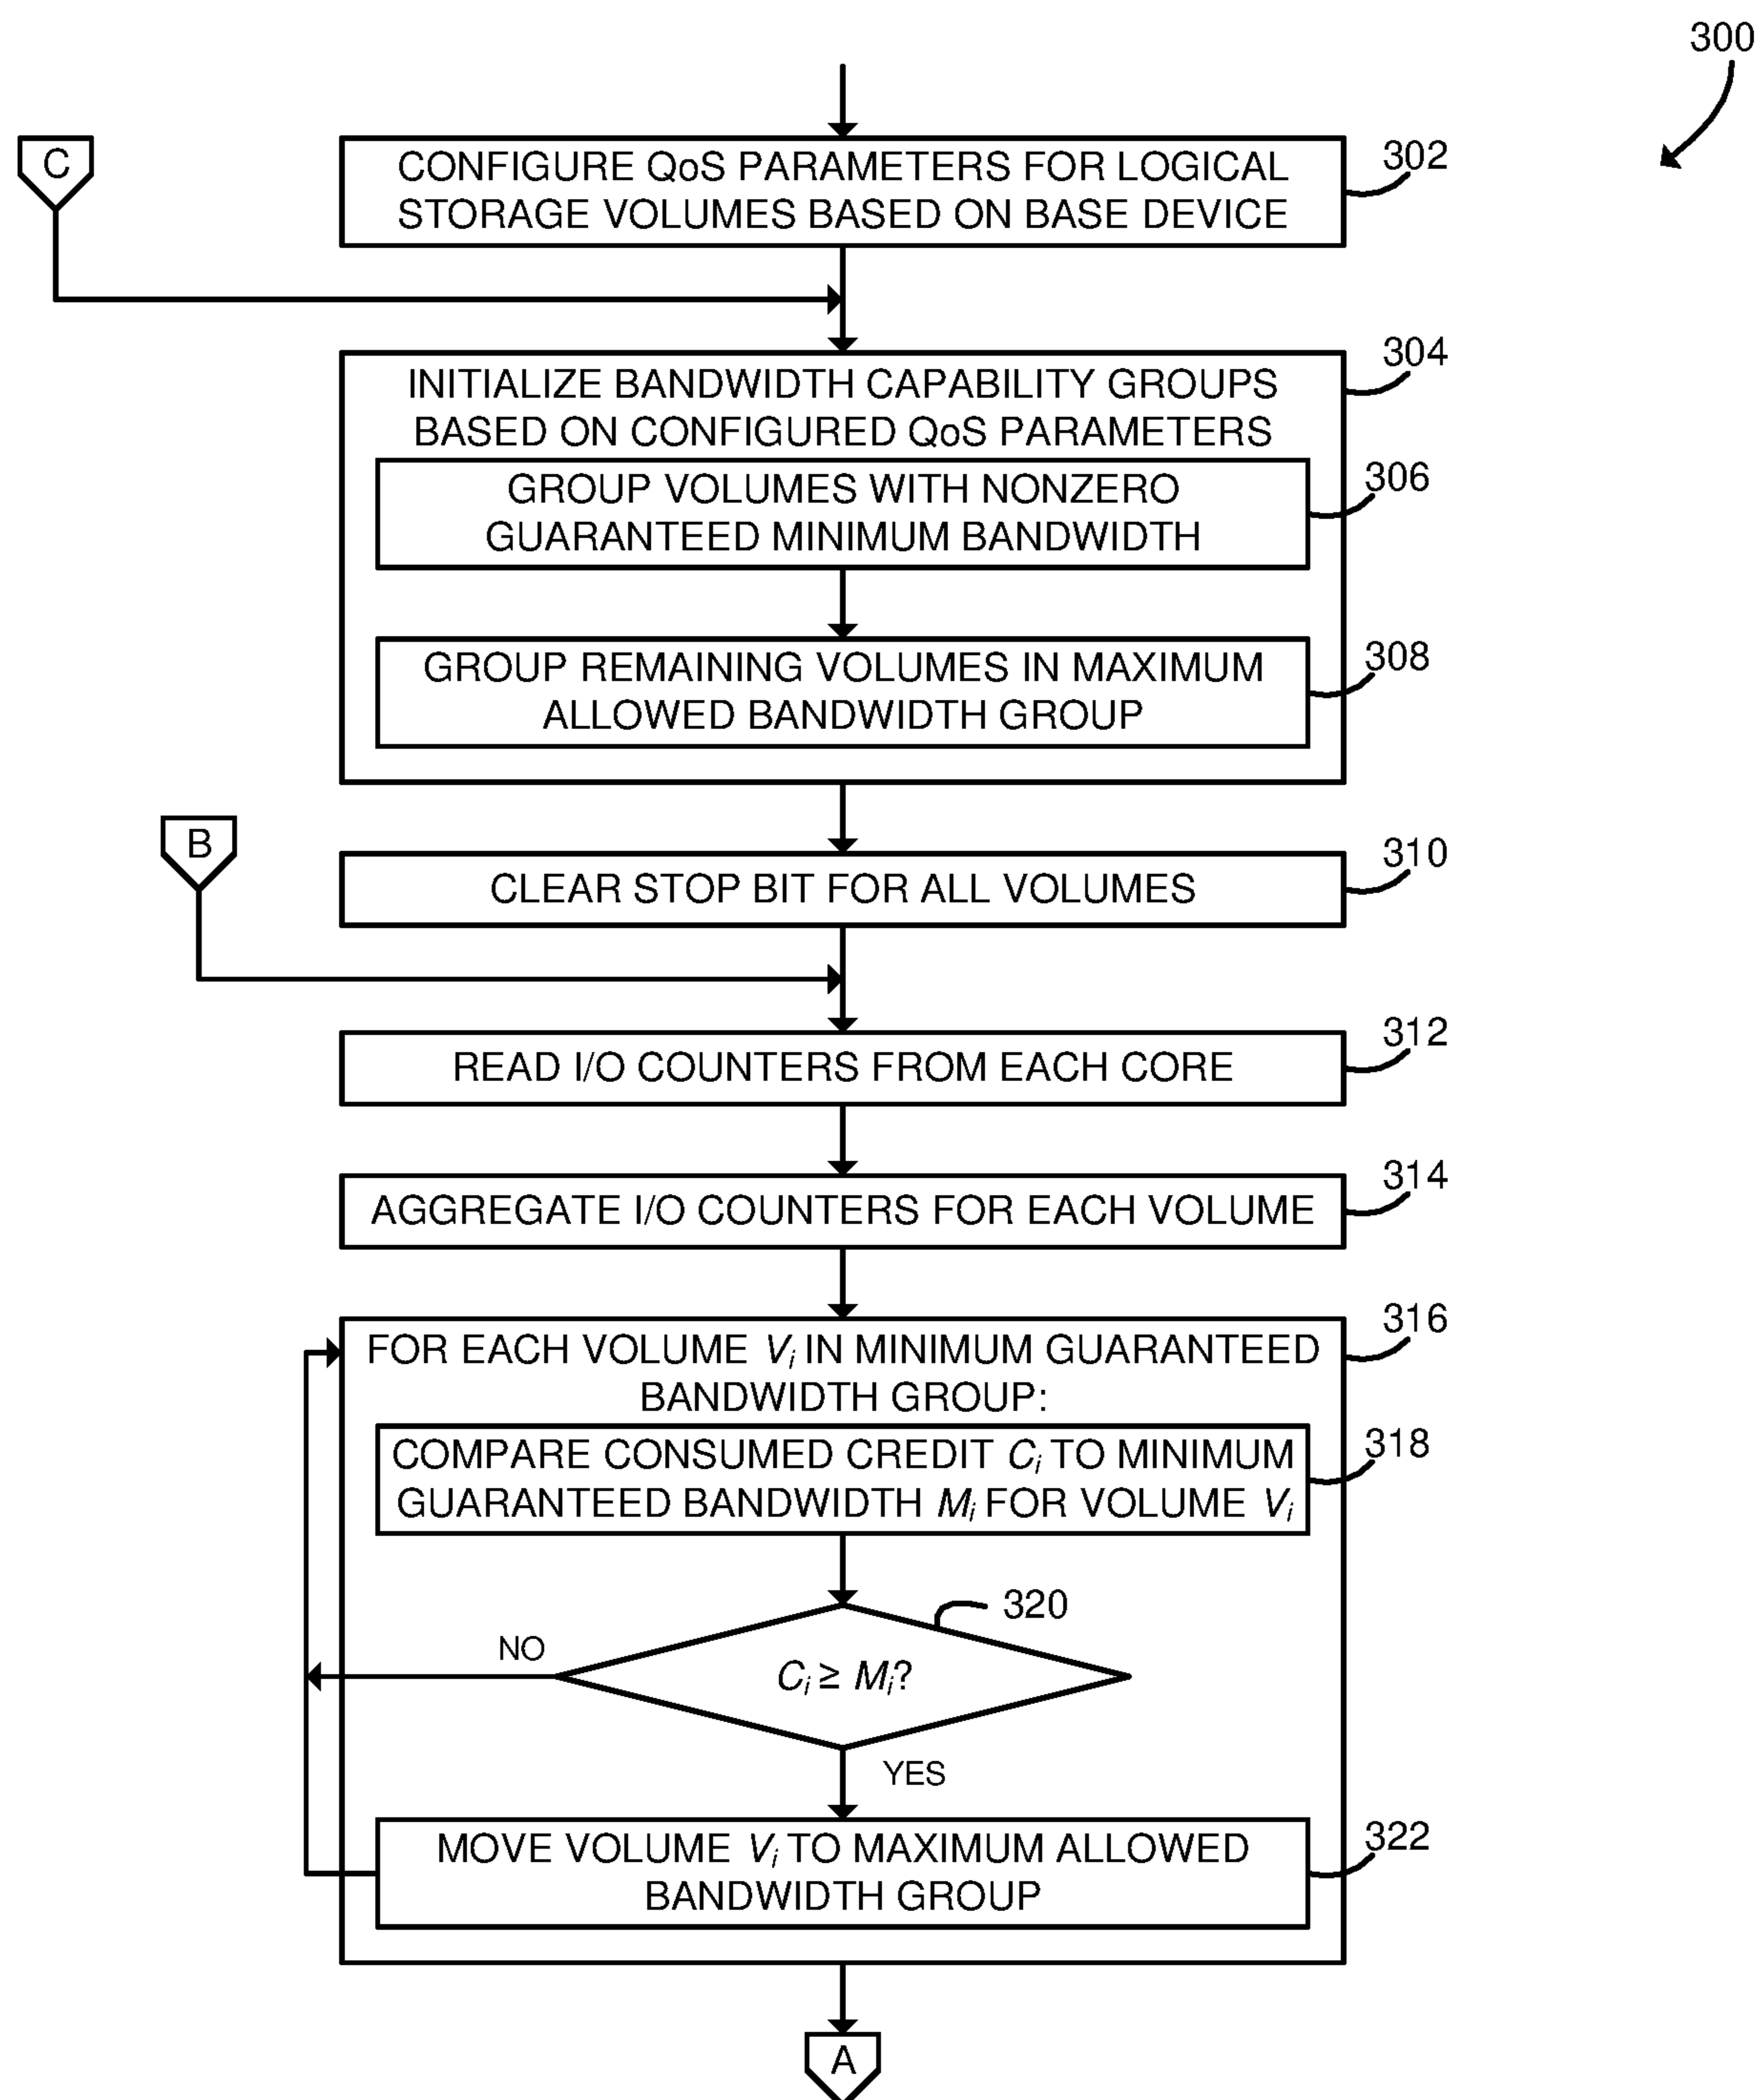 300
C
CONFIGURE QoS PARAMETERS FOR LOGICAL
STORAGE VOLUMES BASED ON BASE DEVICE
302
INITIALIZE BANDWIDTH CAPABILITY GROUPS
BASED ON CONFIGURED QoS PARAMETERS
304
GROUP VOLUMES WITH NONZERO
GUARANTEED MINIMUM BANDWIDTH
306
GROUP REMAINING VOLUMES IN MAXIMUM
ALLOWED BANDWIDTH GROUP
308
B
CLEAR STOP BIT FOR ALL VOLUMES
310
READ I/O COUNTERS FROM EACH CORE
312
AGGREGATE I/O COUNTERS FOR EACH VOLUME
314
FOR EACH VOLUME Vi IN MINIMUM GUARANTEED
BANDWIDTH GROUP:
316
COMPARE CONSUMED CREDIT Ci TO MINIMUM
GUARANTEED BANDWIDTH Mi FOR VOLUME Vi
318
320
NO
Ci ≥ Mi?
YES
MOVE VOLUME Vi TO MAXIMUM ALLOWED
BANDWIDTH GROUP
322
A